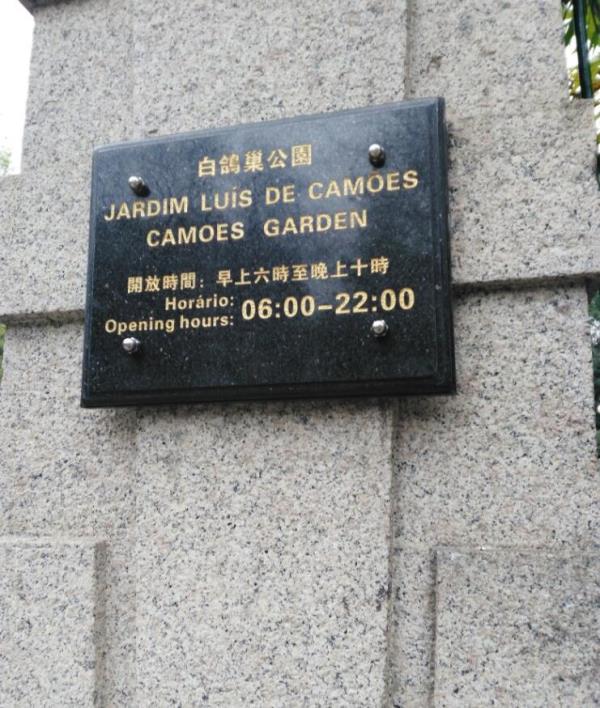 白鴿巢公園
JARDIM LUÍS DE CAMÕES
CAMOES GARDEN
開放時間：早上六時至晚上十時
Horário:
Opening hours: 06:00–22:00